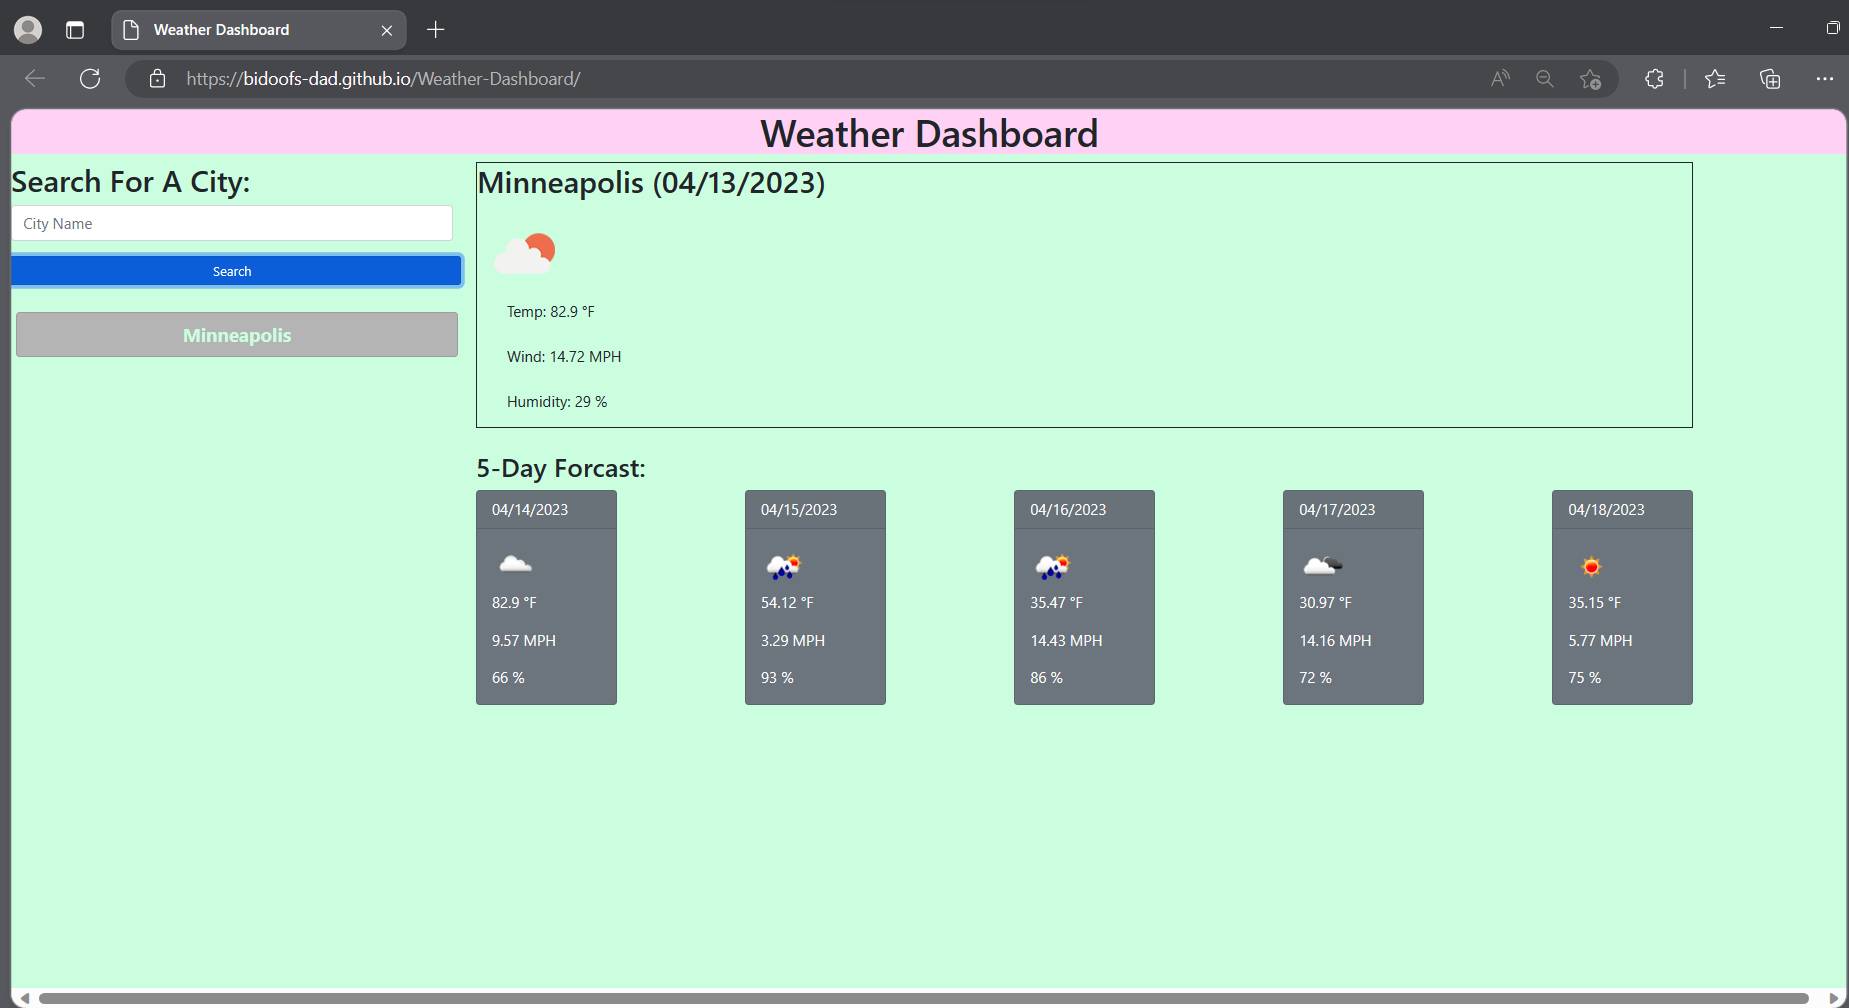 Weather Dashboard
https://bidoofs-dad.github.io/Weather-Dashboard/
Weather Dashboard
Search For A City:
City Name
Search
Minneapolis
Minneapolis (04/13/2023)
Temp: 82.9 °F
Wind: 14.72 MPH
Humidity: 29 %
5-Day Forcast:
04/14/2023
82.9 °F
9.57 MPH
66 %
04/15/2023
54.12 °F
3.29 MPH
93 %
04/16/2023
35.47 °F
14.43 MPH
86 %
04/17/2023
30.97 °F
14.16 MPH
72 %
04/18/2023
35.15 °F
5.77 MPH
75 %